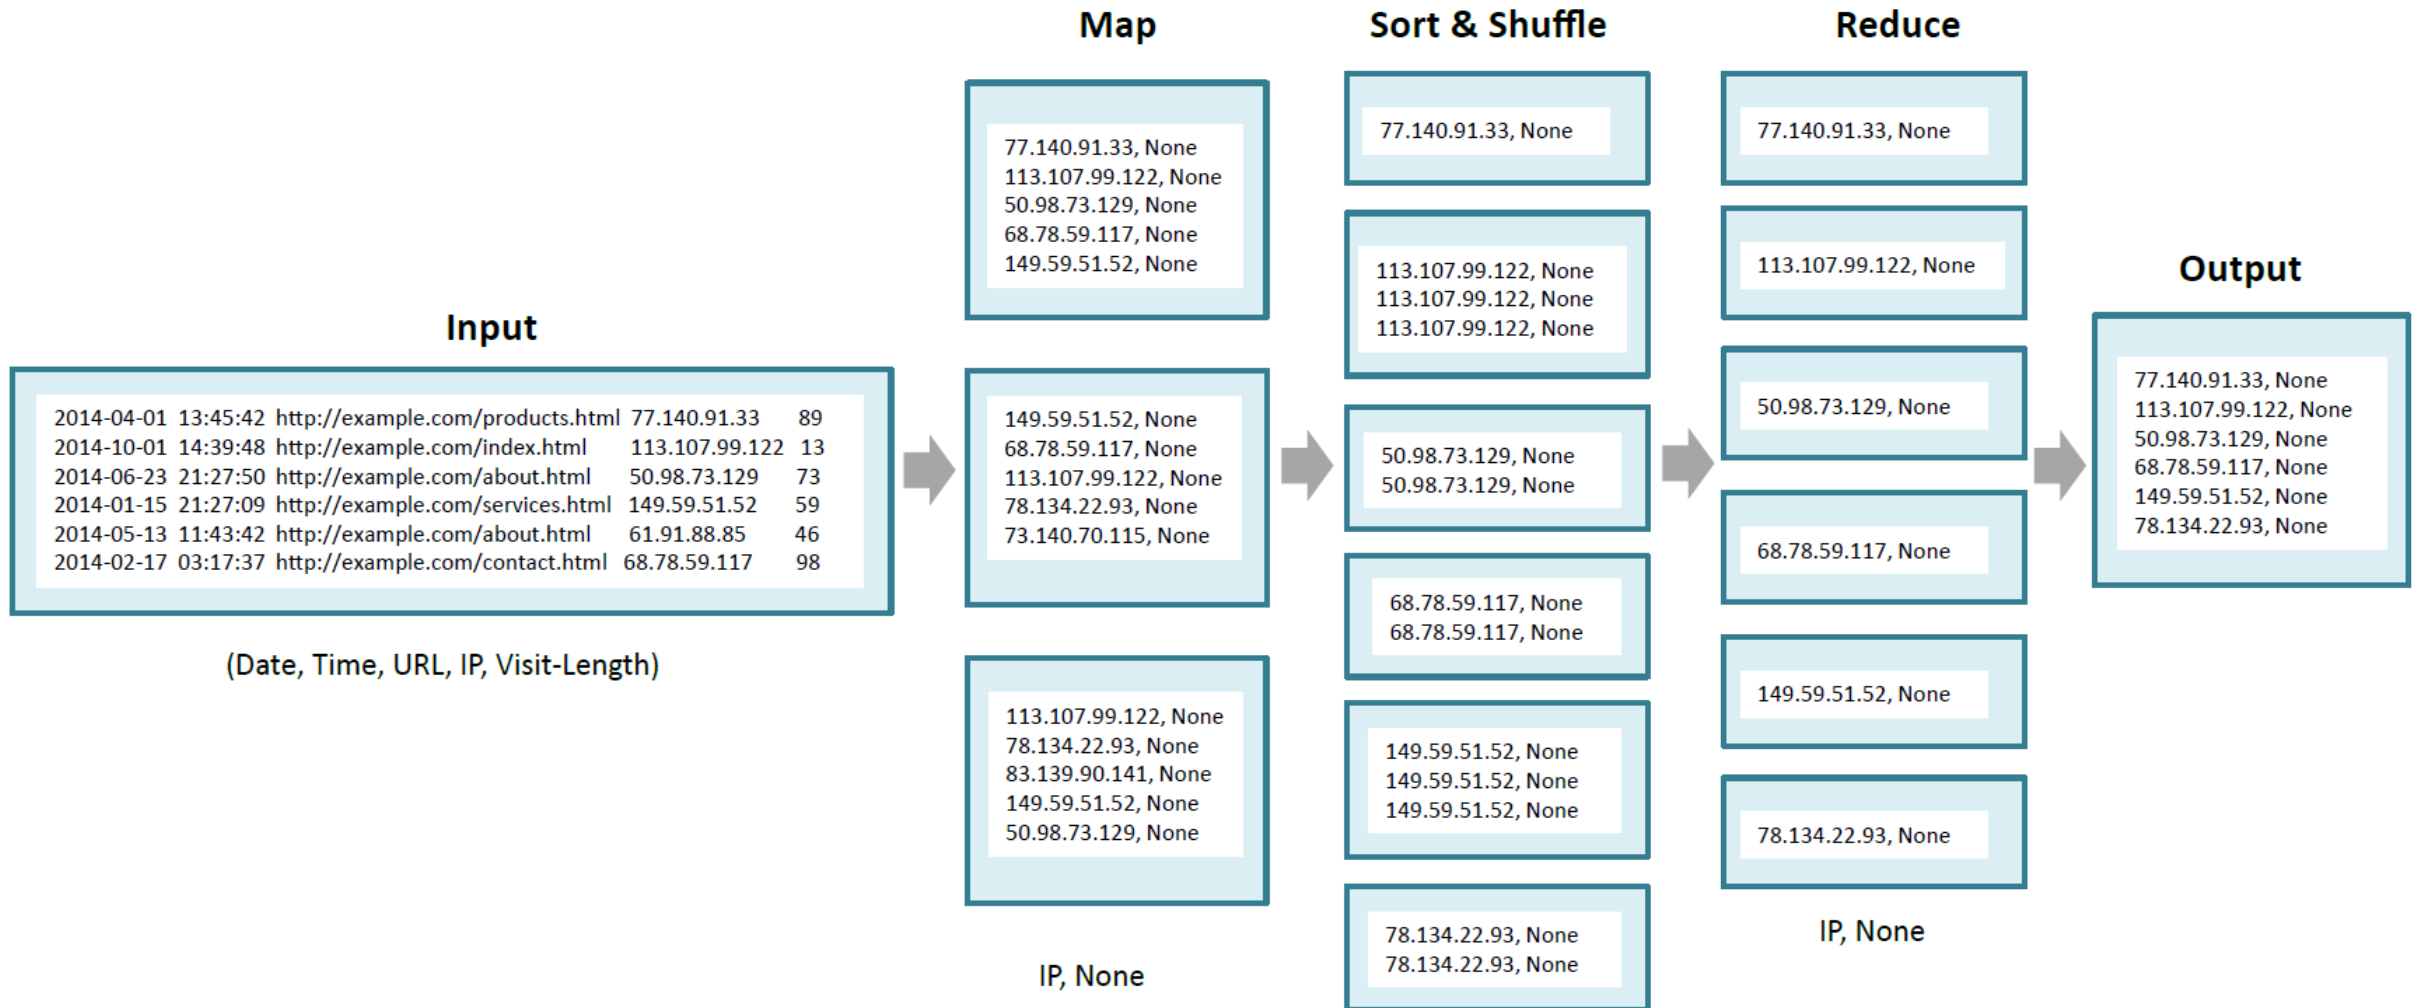 Input
2014-04-01 13:45:42 http://example.com/products.html 77.140.91.33 89
2014-10-01 14:39:48 http://example.com/index.html 113.107.99.122 13
2014-06-23 21:27:50 http://example.com/about.html 50.98.73.129 73
2014-01-15 21:27:09 http://example.com/services.html 149.59.51.52 59
2014-05-13 11:43:42 http://example.com/about.html 61.91.88.85 46
2014-02-17 03:17:37 http://example.com/contact.html 68.78.59.117 98
(Date, Time, URL, IP, Visit-Length)
Map
77.140.91.33, None
113.107.99.122, None
50.98.73.129, None
68.78.59.117, None
149.59.51.52, None
149.59.51.52, None
68.78.59.117, None
113.107.99.122, None
78.134.22.93, None
73.140.70.115, None
113.107.99.122, None
78.134.22.93, None
83.139.90.141, None
149.59.51.52, None
50.98.73.129, None
IP, None
Sort & Shuffle
77.140.91.33, None
113.107.99.122, None
113.107.99.122, None
113.107.99.122, None
50.98.73.129, None
50.98.73.129, None
68.78.59.117, None
68.78.59.117, None
149.59.51.52, None
149.59.51.52, None
149.59.51.52, None
78.134.22.93, None
78.134.22.93, None
Reduce
77.140.91.33, None
113.107.99.122, None
50.98.73.129, None
68.78.59.117, None
149.59.51.52, None
78.134.22.93, None
IP, None
Output
77.140.91.33, None
113.107.99.122, None
50.98.73.129, None
68.78.59.117, None
149.59.51.52, None
78.134.22.93, None